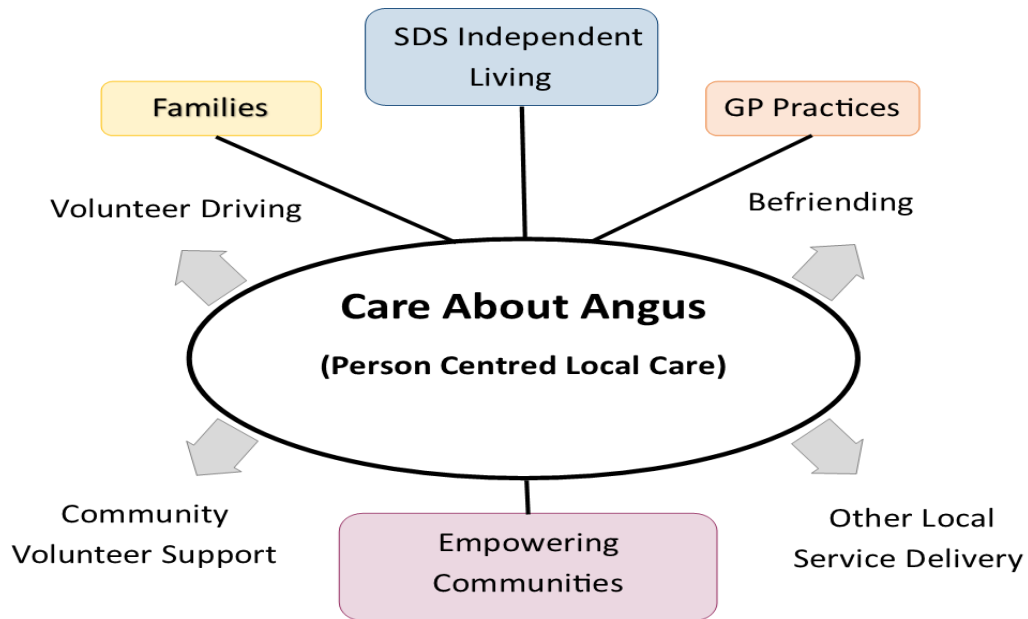 SDS Independent
Living
Families
GP Practices
Volunteer Driving
Befriending
Care About Angus
(Person Centred Local Care)
Community
Volunteer Support
Empowering
Communities
Other Local
Service Delivery